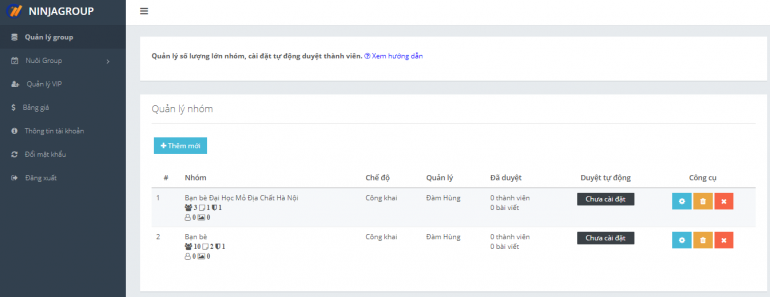 NINJAGROUP
Quản lý group
Nuôi Group
Quản lý VIP
Bảng giá
Thông tin tài khoản
Đổi mật khẩu
Đăng xuất
Quản lý số lượng lớn nhóm, cài đặt tự động duyệt thành viên. Xem hướng dẫn
Quản lý nhóm
+ Thêm mới
# Nhóm Chế độ Quản lý Đã duyệt Duyệt tự động Công cụ
1 Bạn bè Đại Học Mỏ Địa Chất Hà Nội Công khai Đàm Hùng 0 thành viên Chưa cài đặt
3 1 1 0 bài viết
0 0
2 Bạn bè Công khai Đàm Hùng 0 thành viên Chưa cài đặt
10 2 1 0 bài viết
0 0